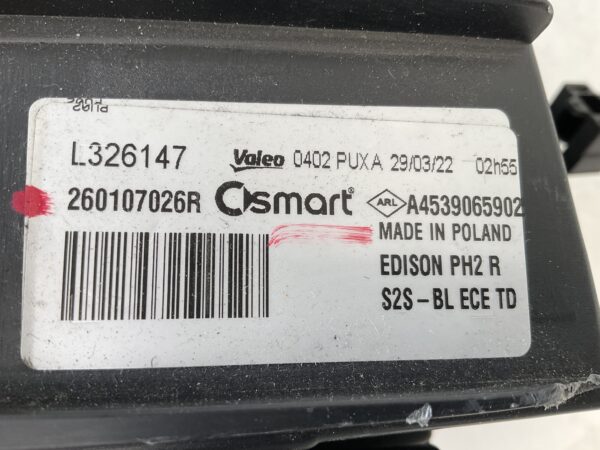 L326147 Valeo 0402 PUXA 29/03/22 02h55
260107026R smart ARL A4539065902
MADE IN POLAND
EDISON PH2 R
S2S-BL ECE TD